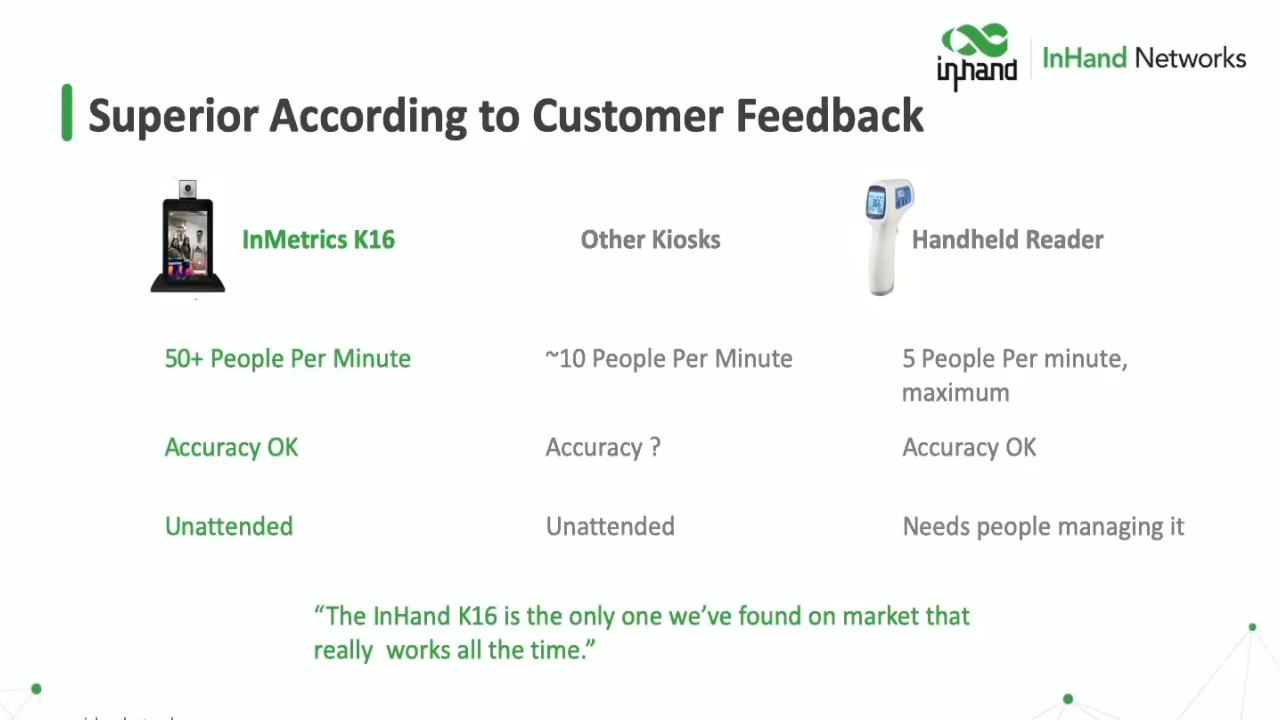 inhand
InHand Networks
Superior According to Customer Feedback
InMetrics K16
Other Kiosks
Handheld Reader
50+ People Per Minute
~10 People Per Minute
5 People Per minute,
maximum
Accuracy OK
Accuracy ?
Accuracy OK
Unattended
Unattended
Needs people managing it
“The InHand K16 is the only one we’ve found on market that
really  works all the time.”